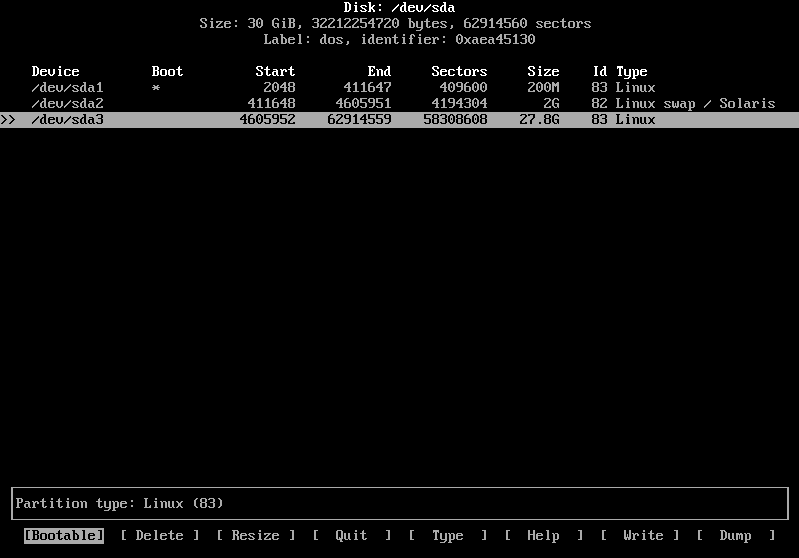 Disk: /dev/sda
Size: 30 GiB, 32212254720 bytes, 62914560 sectors
Label: dos, identifier: 0xaea45130
Device Boot Start End Sectors Size Id Type
/dev/sda1 * 2048 411647 409600 200M 83 Linux
/dev/sda2 411648 4605951 4194304 2G 82 Linux swap / Solaris
>> /dev/sda3 4605952 62914559 58308608 27.8G 83 Linux
Partition type: Linux (83)
[Bootable] [ Delete ] [ Resize ] [ Quit ] [ Type ] [ Help ] [ Write ] [ Dump ]